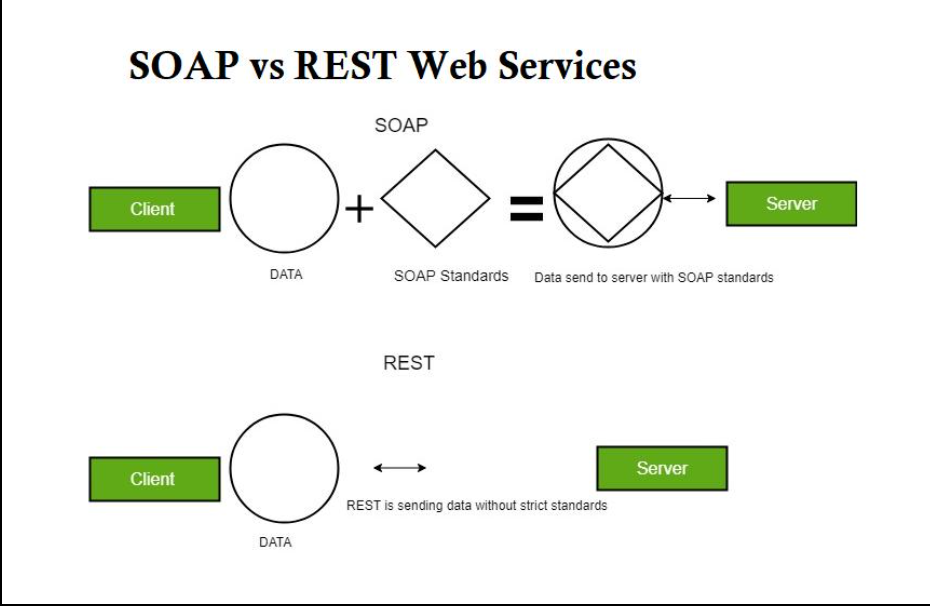 SOAP vs REST Web Services
SOAP
Client
Server
DATA
SOAP Standards
Data send to server with SOAP standards
REST
Client
Server
REST is sending data without strict standards
DATA